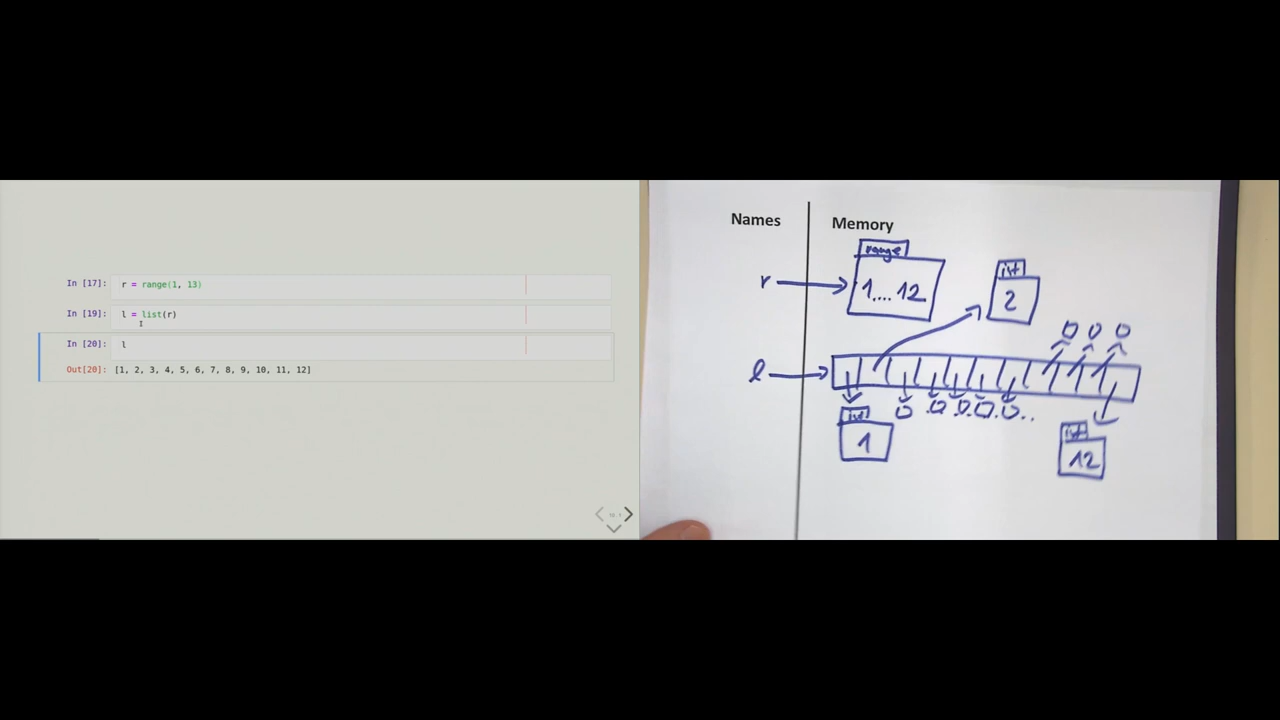 In [17]: r = range(1, 13)
In [19]: l = list(r)
In [20]: l
Out[20]: [1, 2, 3, 4, 5, 6, 7, 8, 9, 10, 11, 12]
Names Memory
range
r 1....12
int
2
l
int
1
int
12